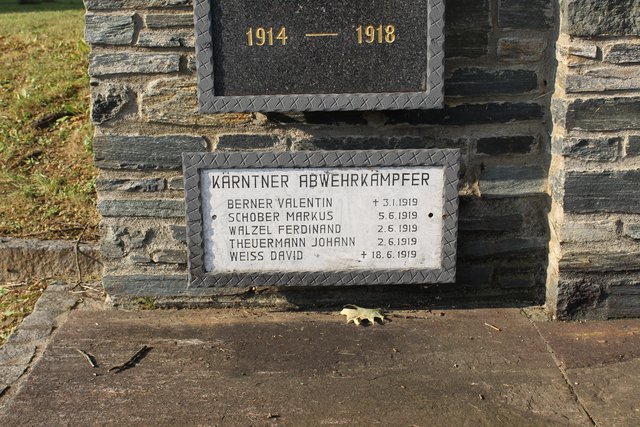 1914 — 1918
KÄRNTNER ABWEHRKÄMPFER
BERNER VALENTIN + 3.1.1919
SCHOBER MARKUS 5.6.1919
WALZEL FERDINAND 2.6.1919
THEUERMANN JOHANN 2.6.1919
WEISS DAVID + 18.6.1919